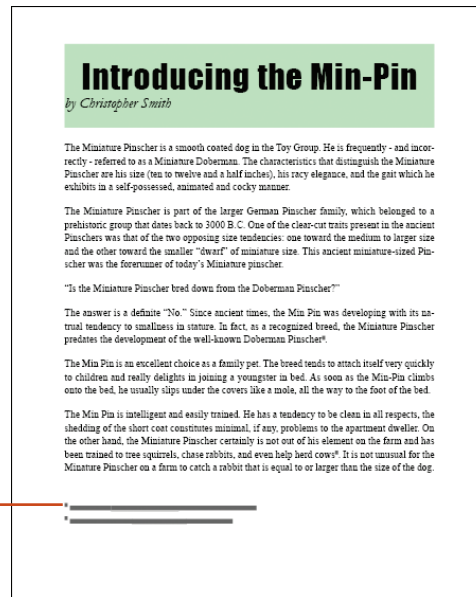 Introducing the Min-Pin
by Christopher Smith
The Miniature Pinscher is a smooth coated dog in the Toy Group. He is frequently - and incor-
rectly - referred to as a Miniature Doberman. The characteristics that distinguish the Miniature
Pinscher are his size (ten to twelve and a half inches), his racy elegance, and the gait which he
exhibits in a self-possessed, animated and cocky manner.
The Miniature Pinscher is part of the larger German Pinscher family, which belonged to a
prehistoric group that dates back to 3000 B.C. One of the clear-cut traits present in the ancient
Pinschers was that of the two opposing size tendencies: one toward the medium to larger size
and the other toward the smaller “dwarf” of miniature size. This ancient miniature-sized Pin-
scher was the forerunner of today’s Miniature pinscher.
“Is the Miniature Pinscher bred down from the Doberman Pinscher?”
The answer is a definite “No.” Since ancient times, the Min Pin was developing with its na-
trual tendency to smallness in stature. In fact, as a recognized breed, the Miniature Pinscher
predates the development of the well-known Doberman Pinscher.
The Min Pin is an excellent choice as a family pet. The breed tends to attach itself very quickly
to children and really delights in joining a youngster in bed. As soon as the Min-Pin climbs
onto the bed, he usually slips under the covers like a mole, all the way to the foot of the bed.
The Min Pin is intelligent and easily trained. He has a tendency to be clean in all respects, the
shedding of the short coat constitutes minimal, if any, problems to the apartment dweller. On
the other hand, the Miniature Pinscher certainly is not out of his element on the farm and has
been trained to tree squirrels, chase rabbits, and even help herd cows. It is not unusual for the
Minature Pinscher on a farm to catch a rabbit that is equal to or larger than the size of the dog.